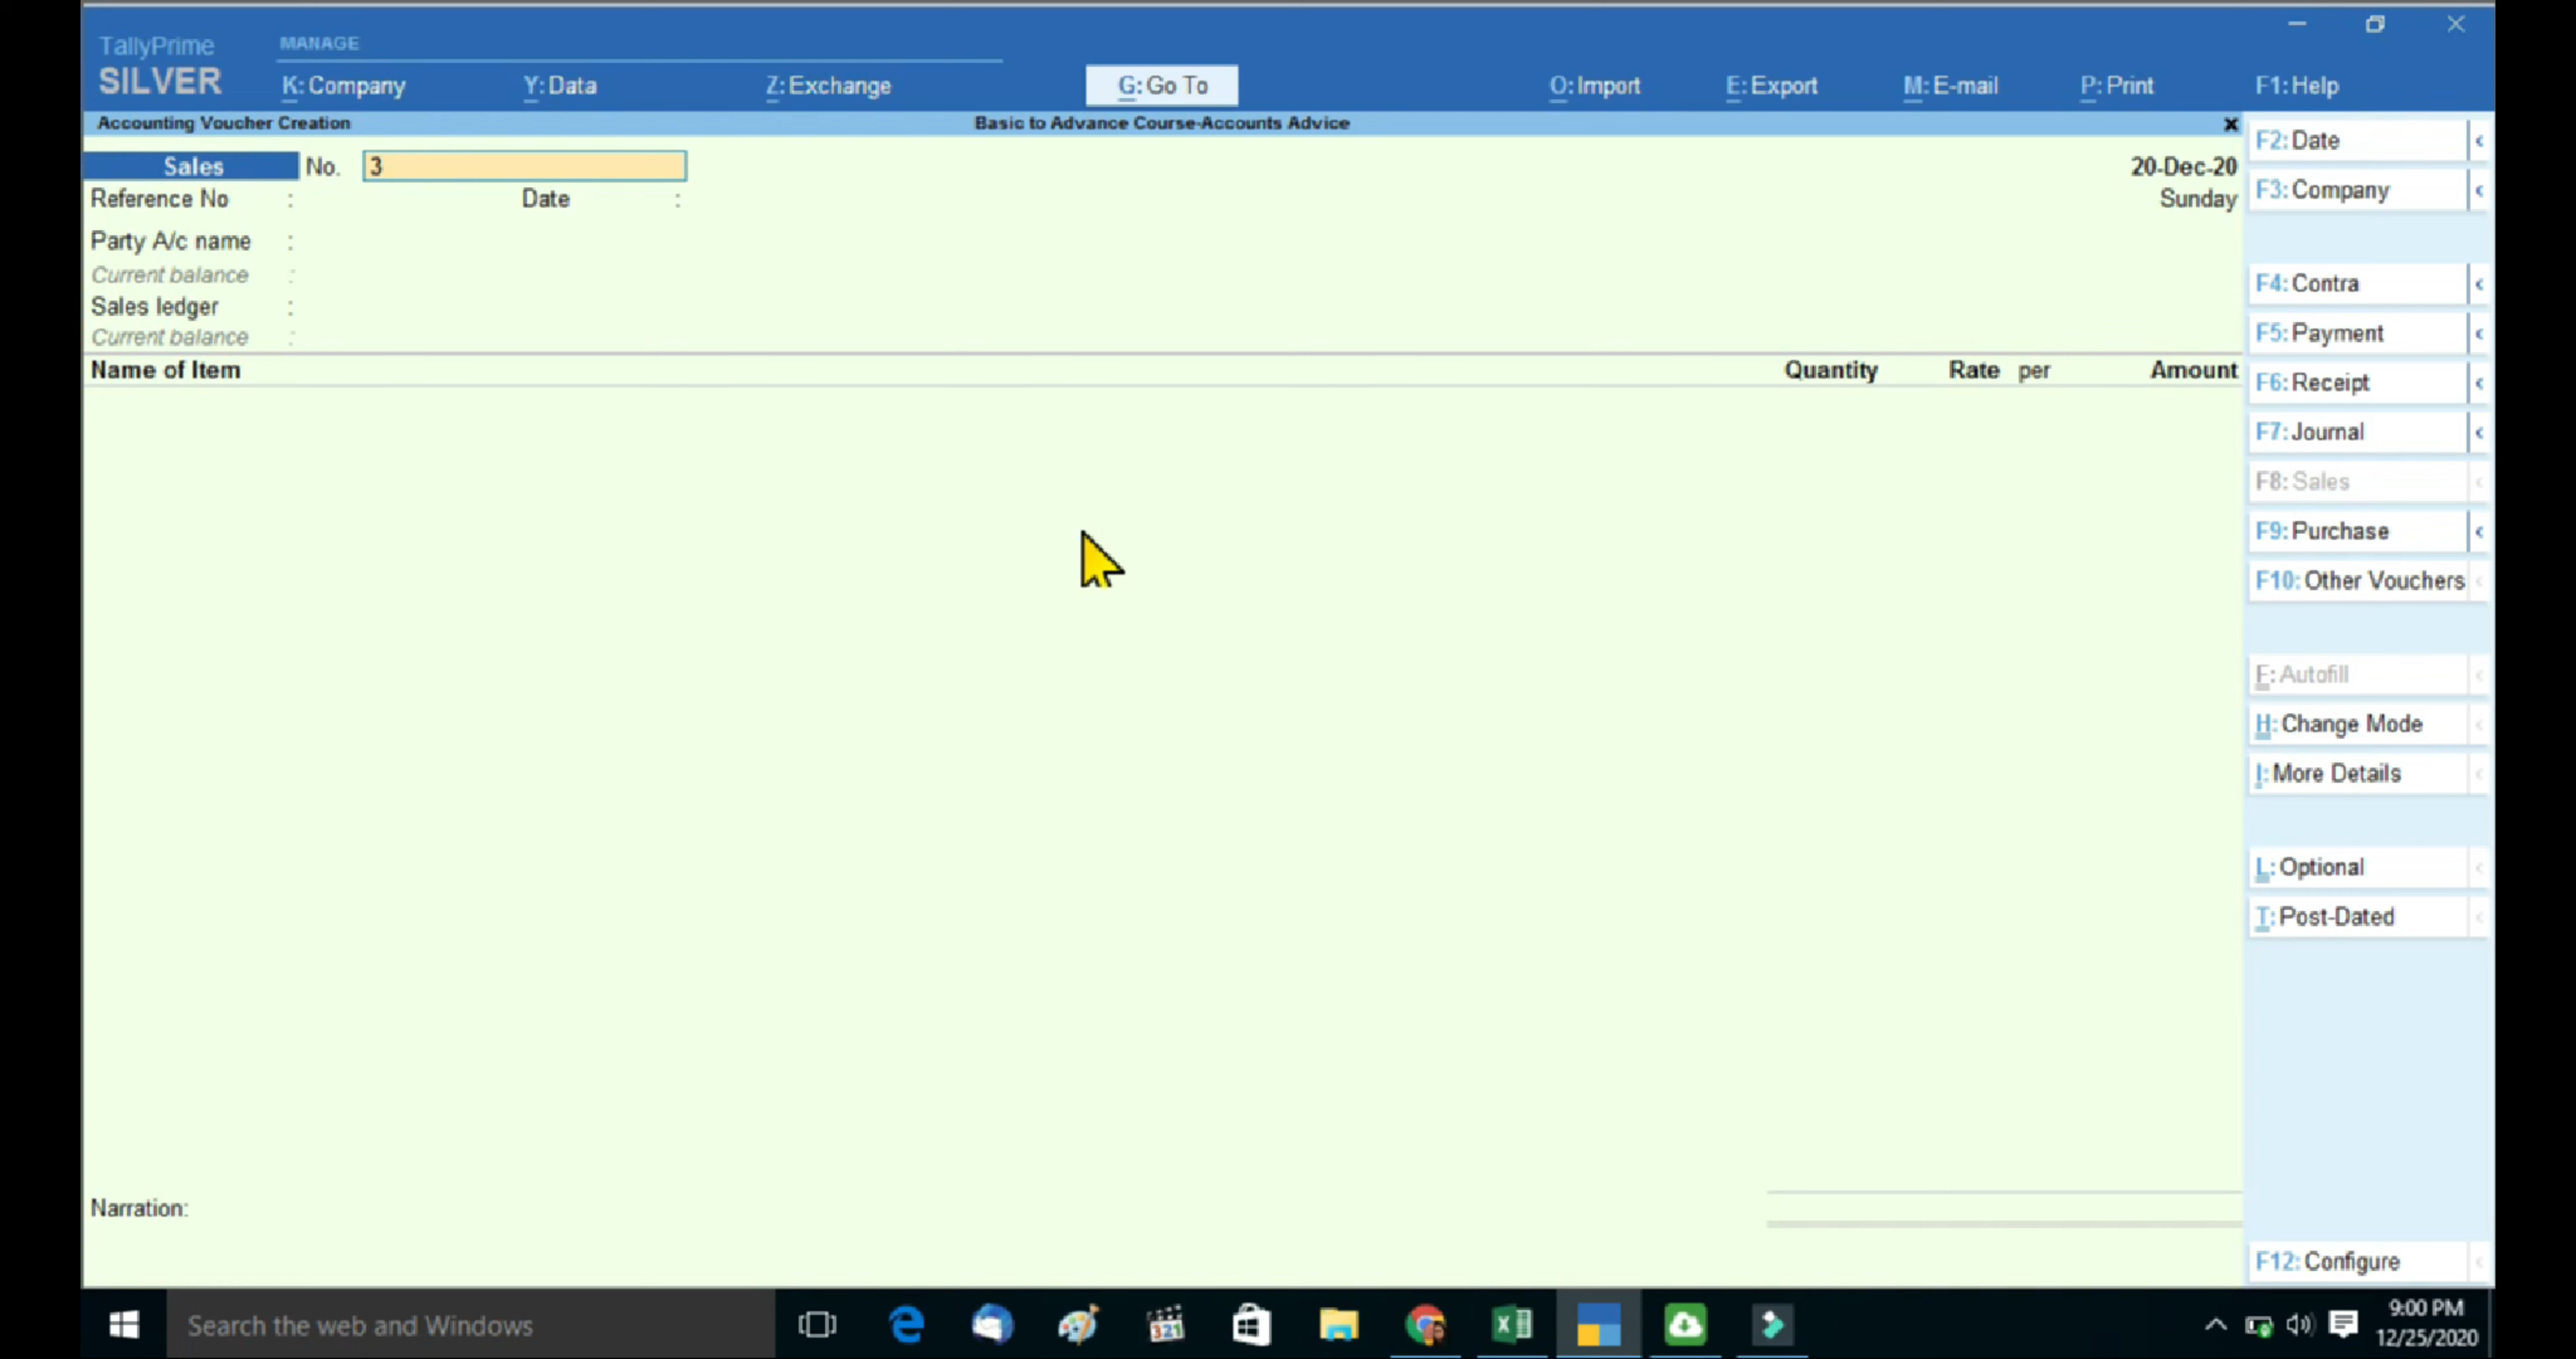 TallyPrime
SILVER
MANAGE
K: Company
Y: Data
Z: Exchange
G: Go To
O: Import
E: Export
M: E-mail
P: Print
F1: Help
Accounting Voucher Creation
Basic to Advance Course-Accounts Advice
Sales No. 3
20-Dec-20
Reference No : Date :
Sunday
Party A/c name :
Current balance :
Sales ledger :
Current balance :
Name of Item Quantity Rate per Amount
Narration:
F2: Date
F3: Company
F4: Contra
F5: Payment
F6: Receipt
F7: Journal
F8: Sales
F9: Purchase
F10: Other Vouchers
F: Autofill
H: Change Mode
I: More Details
L: Optional
T: Post-Dated
F12: Configure
Search the web and Windows
321
9:00 PM
12/25/2020